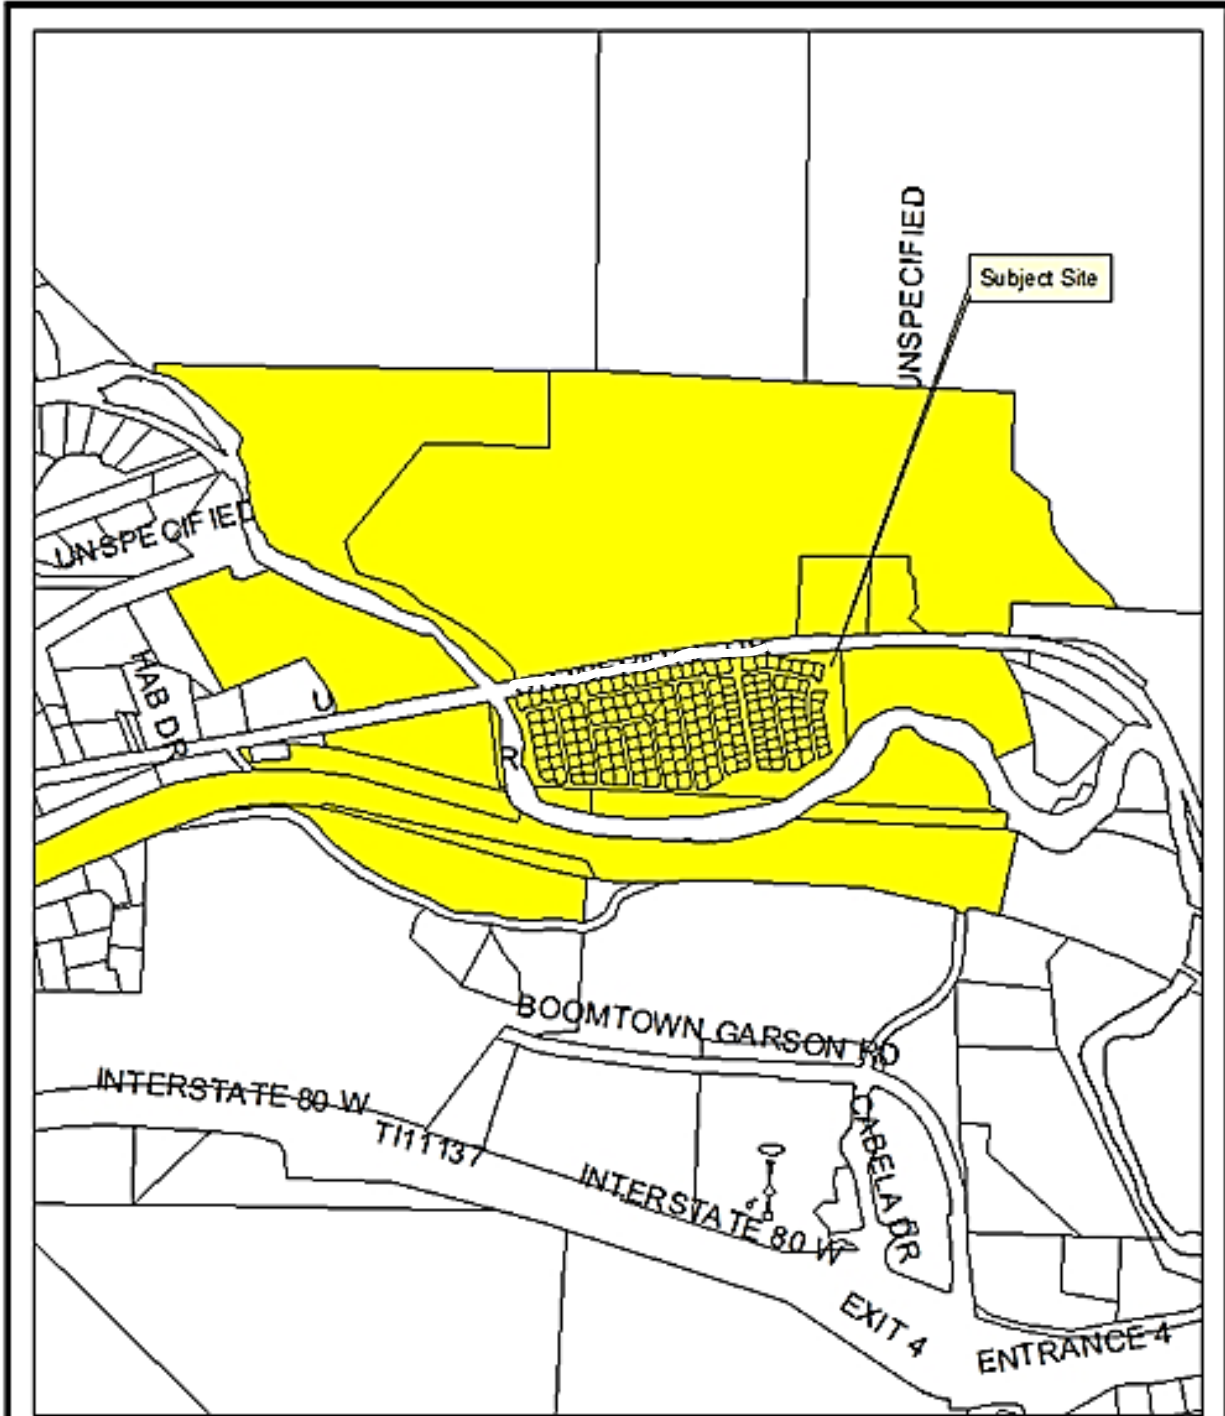 UNSPECIFIED
Subject Site
UNSPECIFIED
HAB DR
U
R
BOOMTOWN GARSON RD
INTERSTATE 80 W
TI11137
INTERSTATE 80 W
CABELA DR
EXIT 4
ENTRANCE 4